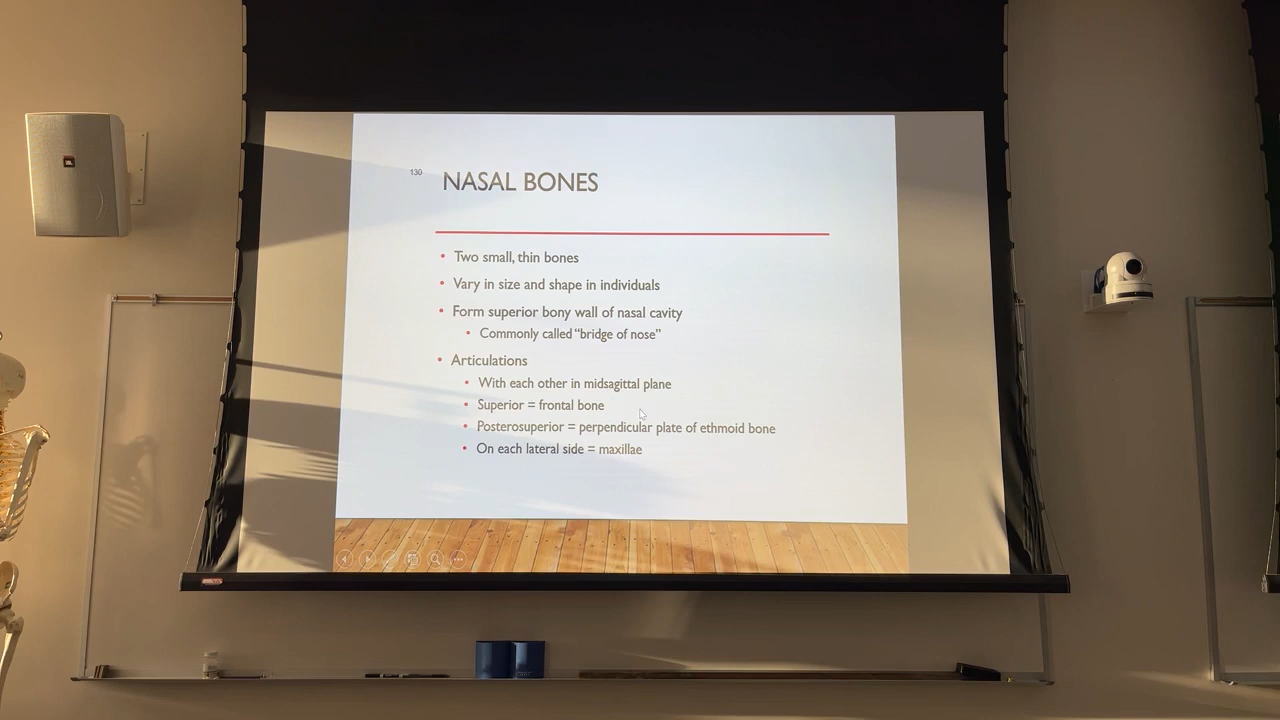 130
NASAL BONES
• Two small, thin bones
• Vary in size and shape in individuals
• Form superior bony wall of nasal cavity
• Commonly called “bridge of nose”
• Articulations
• With each other in midsagittal plane
• Superior = frontal bone
• Posterosuperior = perpendicular plate of ethmoid bone
• On each lateral side = maxillae
JBL